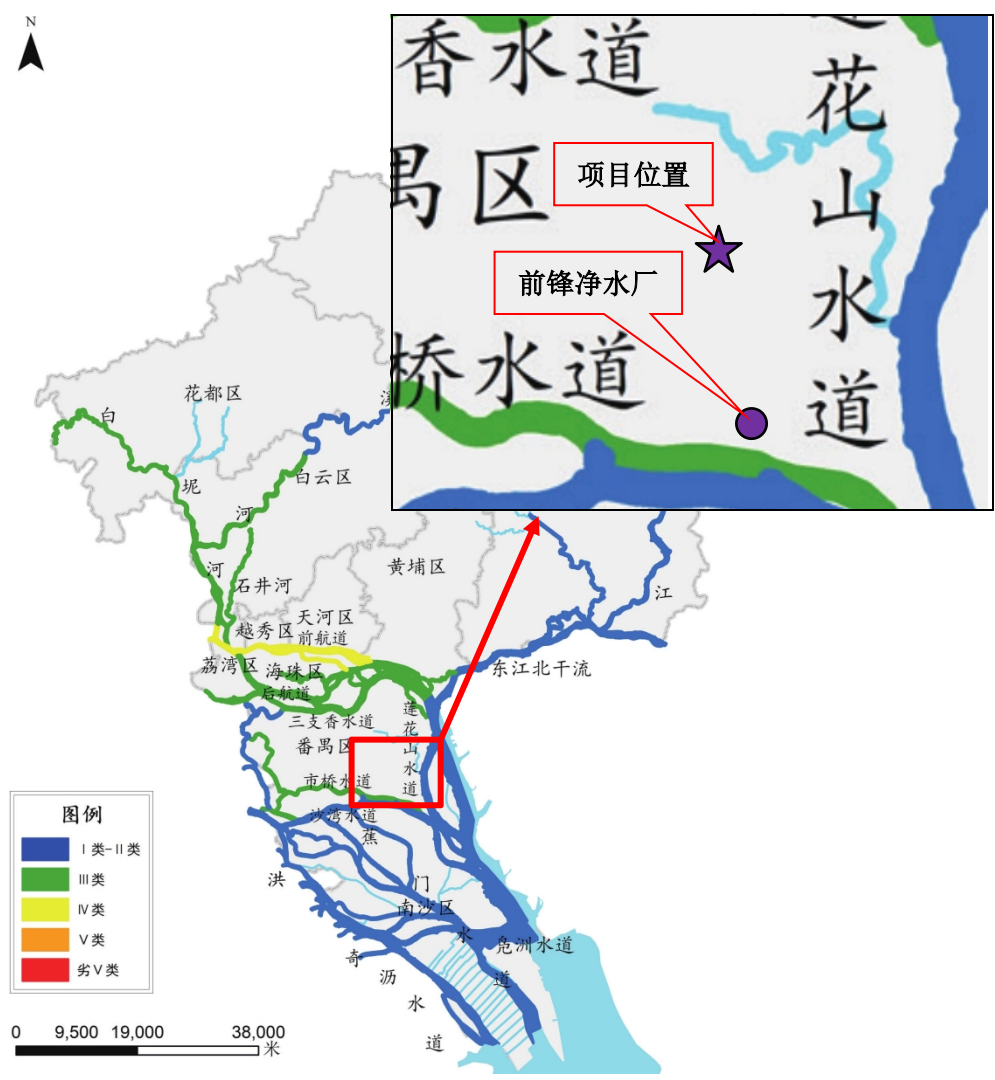 N
香水道
禺区
项目位置
前锋净水厂
桥水道
花山水道
花都区
白
坭
河
白云区
河
石井河
黄埔区
天河区
越秀区
前航道
荔湾区
海珠区
后航道
江
东江北干流
三支香水道
莲花山水道
番禺区
市桥水道
沙湾水道
蕉
门
水
道
洪
奇
沥
水
道
南沙区
凫洲水道
图例
Ⅰ类-Ⅱ类
Ⅲ类
Ⅳ类
Ⅴ类
劣Ⅴ类
0 9,500 19,000 38,000
米